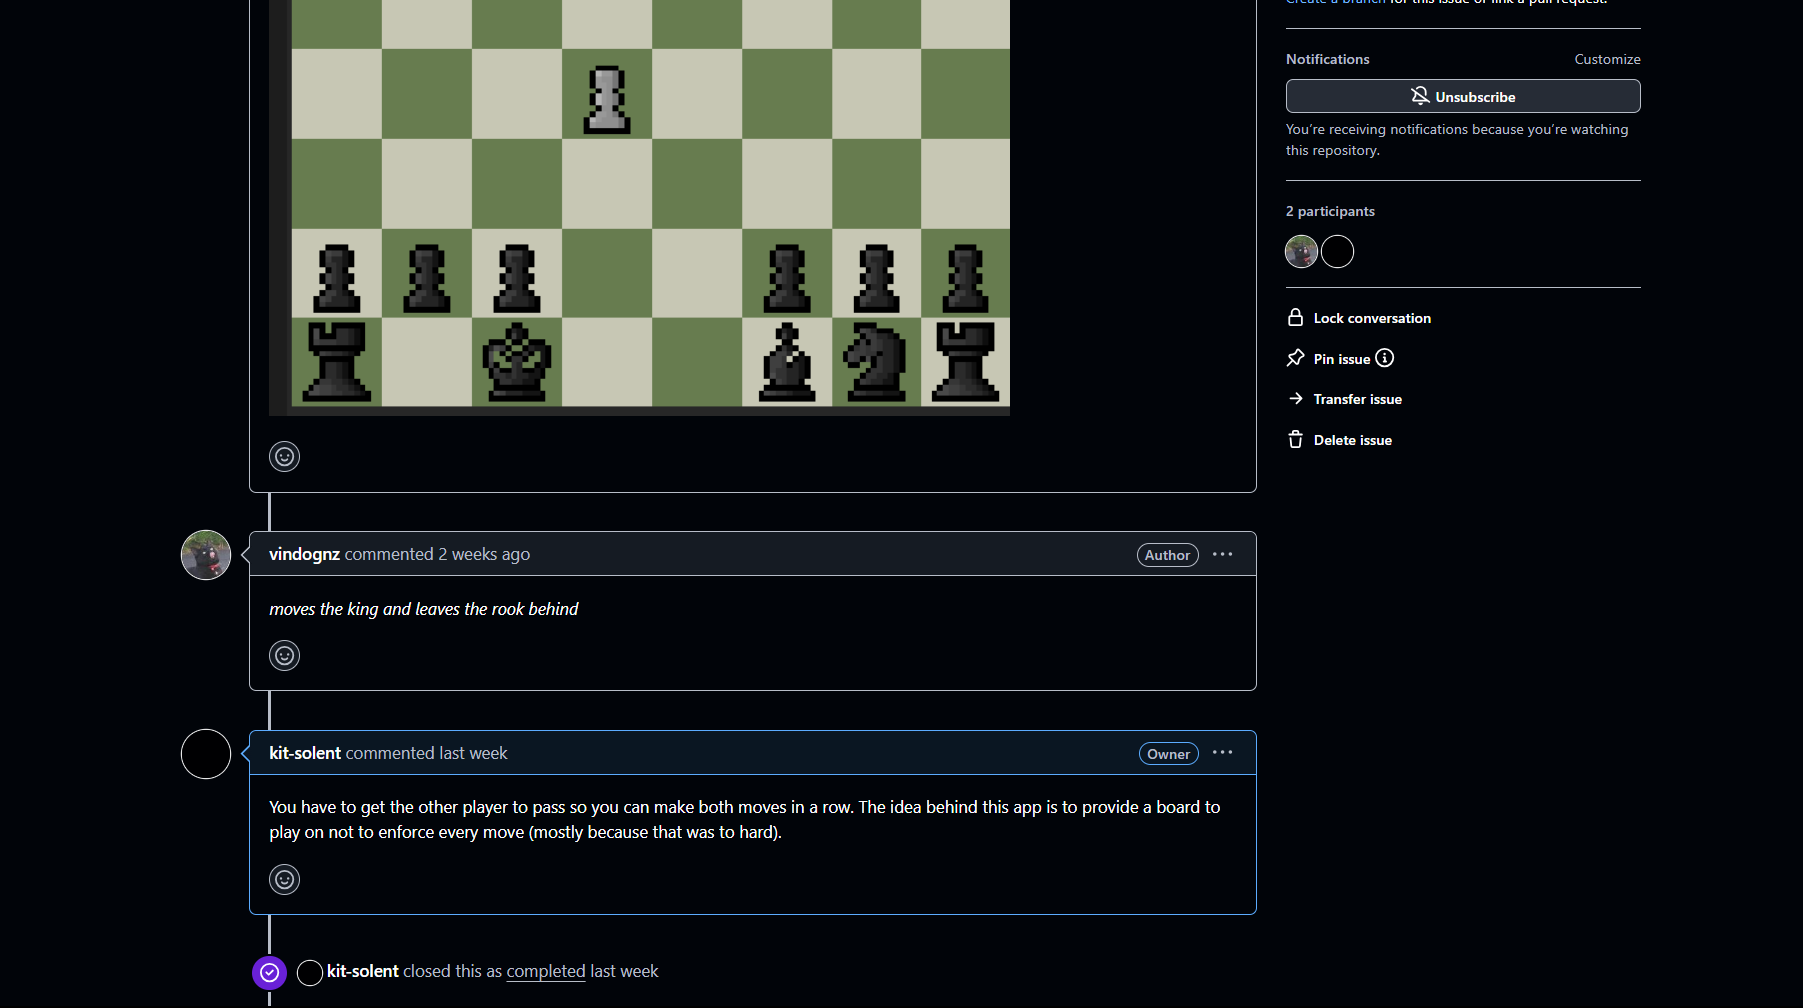 Create a branch for this issue or link a pull request.
Notifications
Customize
Unsubscribe
You’re receiving notifications because you’re watching
this repository.
2 participants
Lock conversation
Pin issue
Transfer issue
Delete issue
vindognz commented 2 weeks ago
Author
moves the king and leaves the rook behind
kit-solent commented last week
Owner
You have to get the other player to pass so you can make both moves in a row. The idea behind this app is to provide a board to
play on not to enforce every move (mostly because that was to hard).
kit-solent closed this as completed last week